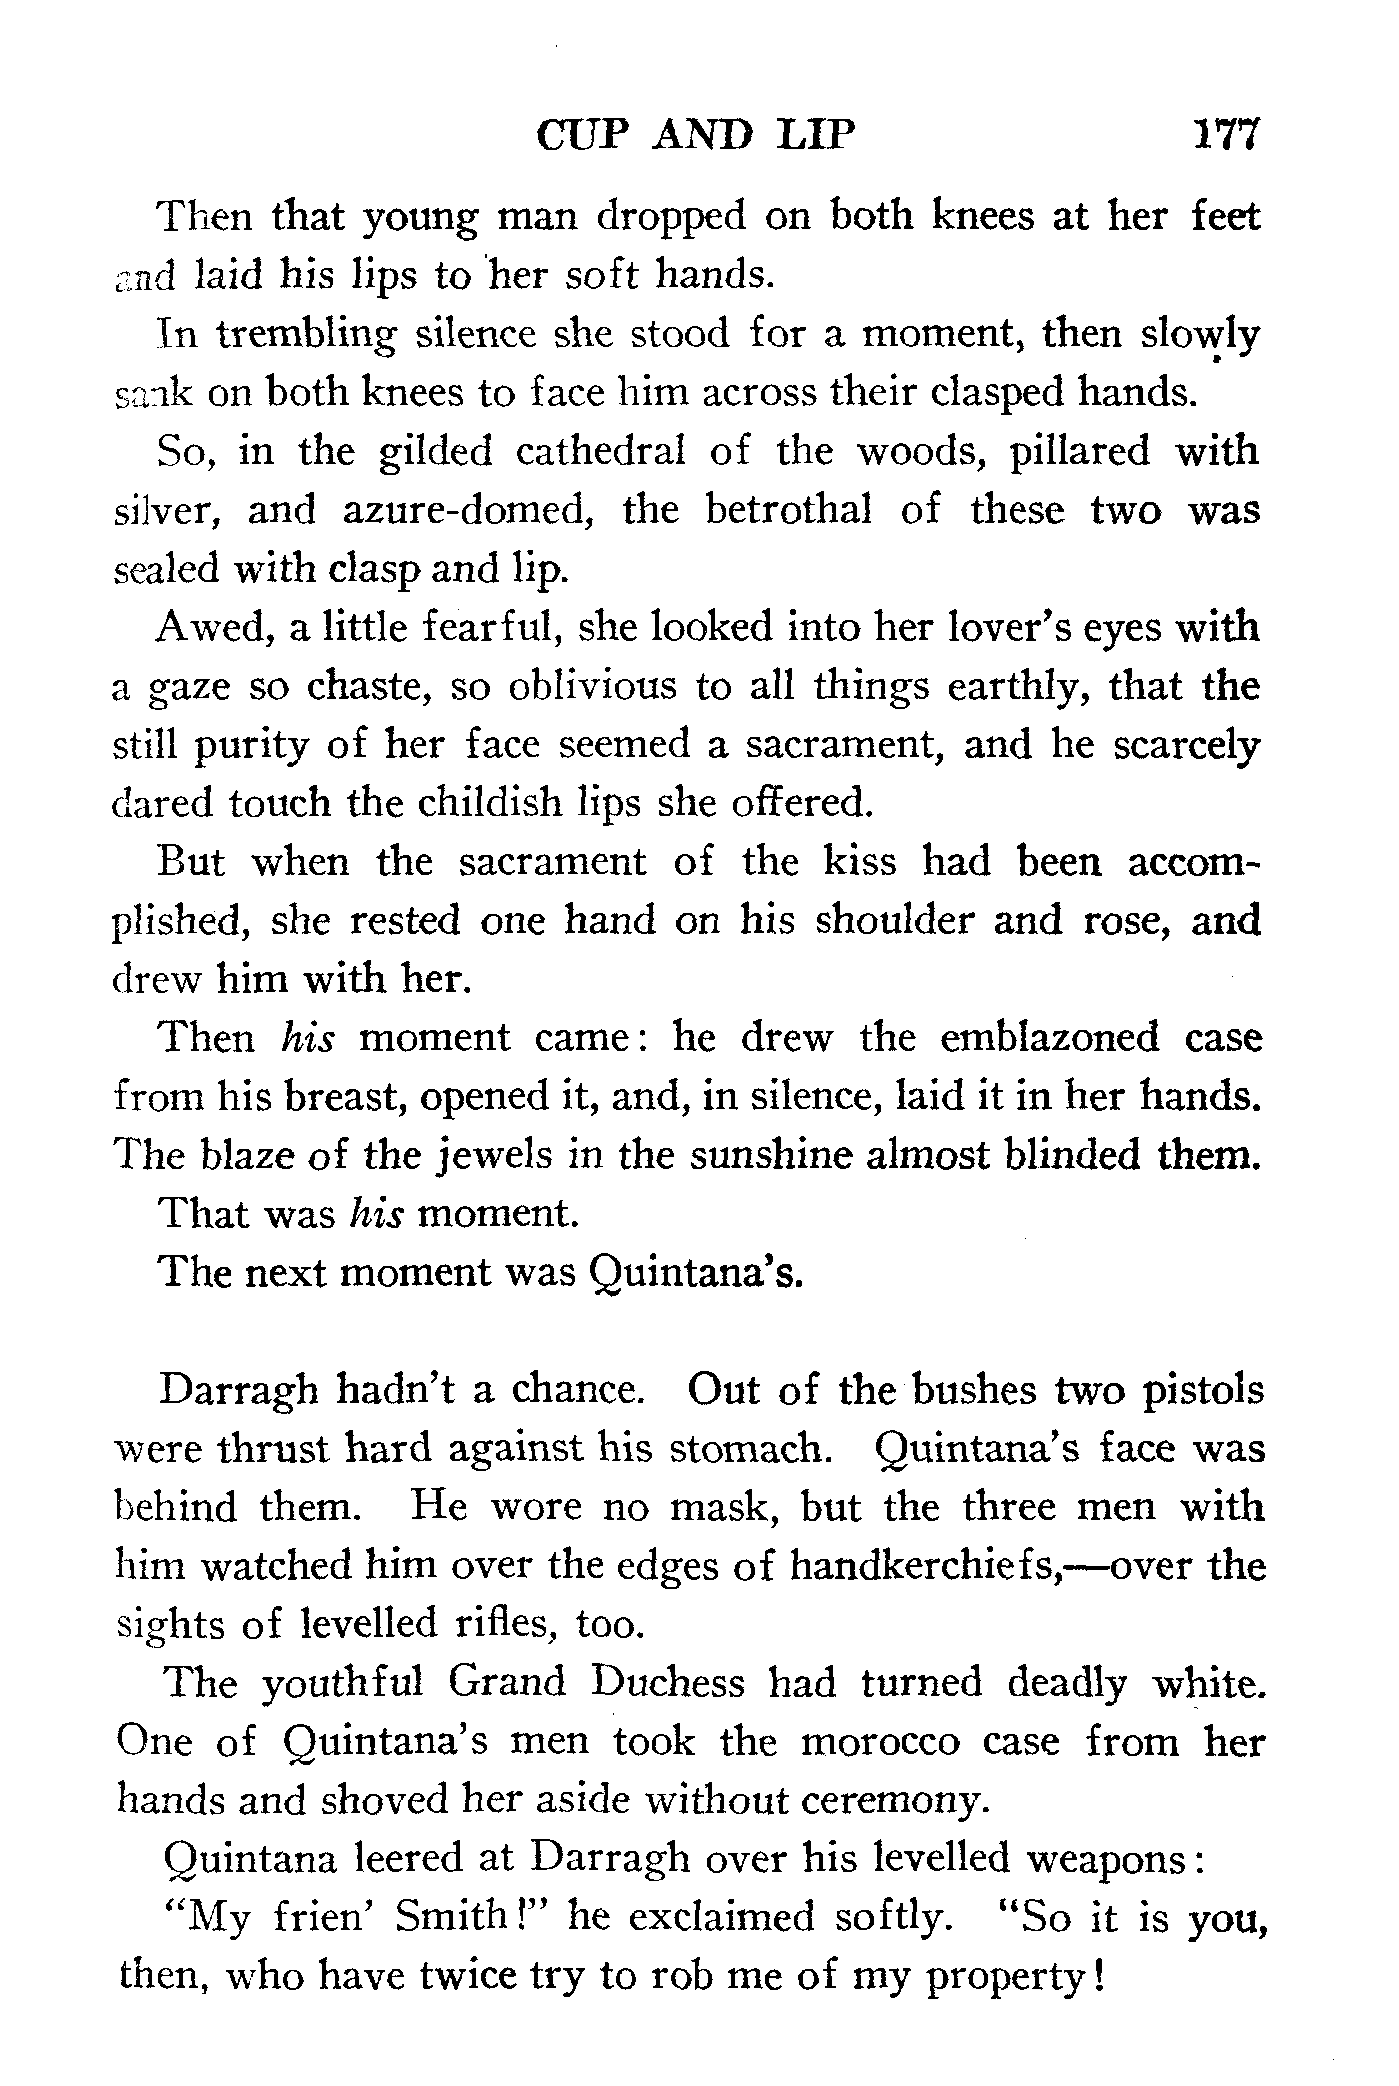 CUP AND LIP 177
Then that young man dropped on both knees at her feet
and laid his lips to her soft hands.
In trembling silence she stood for a moment, then slowly
sank on both knees to face him across their clasped hands.
So, in the gilded cathedral of the woods, pillared with
silver, and azure-domed, the betrothal of these two was
sealed with clasp and lip.
Awed, a little fearful, she looked into her lover's eyes with
a gaze so chaste, so oblivious to all things earthly, that the
still purity of her face seemed a sacrament, and he scarcely
dared touch the childish lips she offered.
But when the sacrament of the kiss had been accom-
plished, she rested one hand on his shoulder and rose, and
drew him with her.
Then his moment came: he drew the emblazoned case
from his breast, opened it, and, in silence, laid it in her hands.
The blaze of the jewels in the sunshine almost blinded them.
That was his moment.
The next moment was Quintana's.
Darragh hadn't a chance. Out of the bushes two pistols
were thrust hard against his stomach. Quintana's face was
behind them. He wore no mask, but the three men with
him watched him over the edges of handkerchiefs,—over the
sights of levelled rifles, too.
The youthful Grand Duchess had turned deadly white.
One of Quintana's men took the morocco case from her
hands and shoved her aside without ceremony.
Quintana leered at Darragh over his levelled weapons:
"My frien' Smith!" he exclaimed softly. "So it is you,
then, who have twice try to rob me of my property!